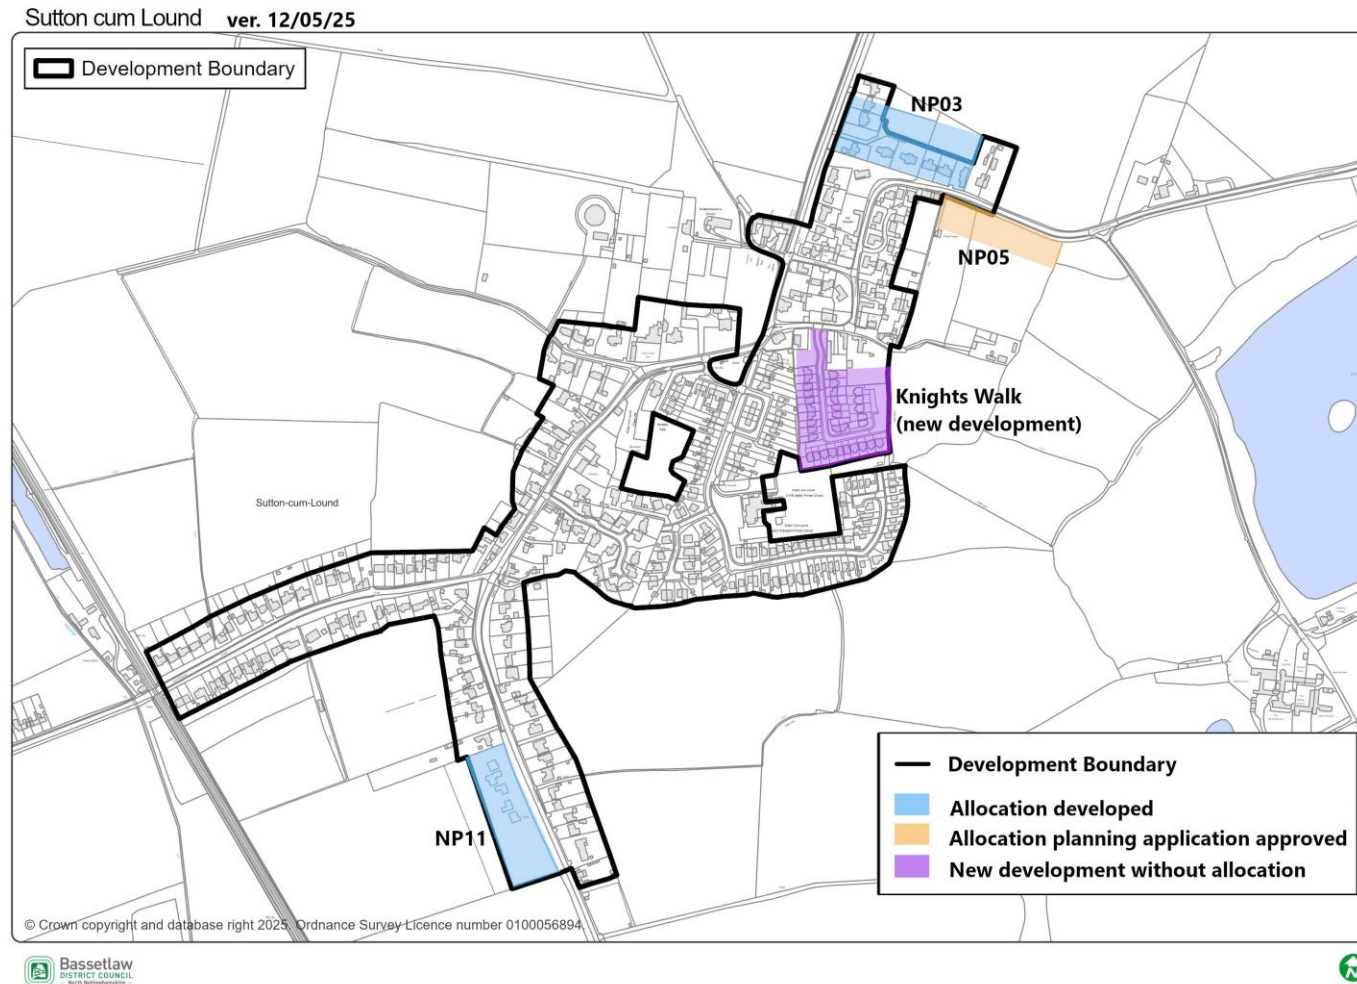 Sutton cum Lound ver. 12/05/25
Development Boundary
NP03
NP05
Knights Walk
(new development)
Sutton-cum-Lound
NP11
Development Boundary
Allocation developed
Allocation planning application approved
New development without allocation
© Crown copyright and database right 2025. Ordnance Survey Licence number 0100056894.
Bassetlaw
DISTRICT COUNCIL
North Nottinghamshire
N